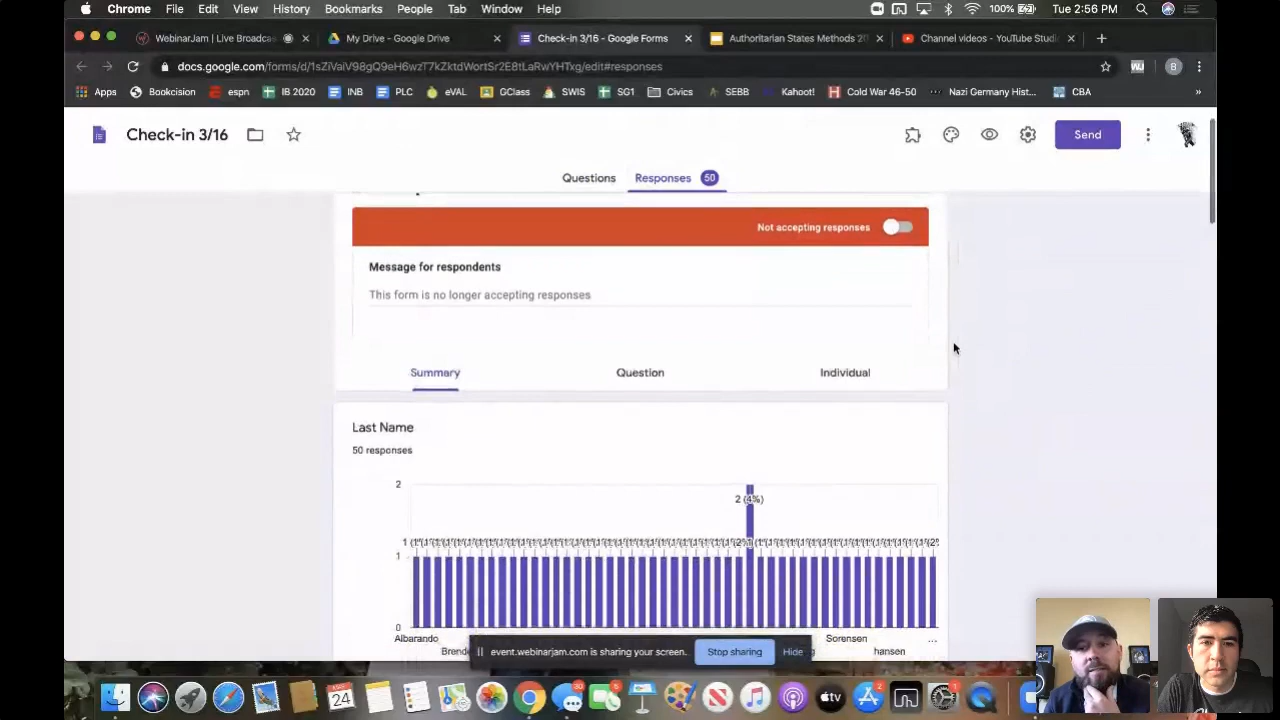 Chrome File Edit View History Bookmarks People Tab Window Help 100% Tue 2:56 PM
WebinarJam | Live Broadca My Drive - Google Drive Check-in 3/16 - Google Forms Authoritarian States Methods 20 Channel videos - YouTube Studi
docs.google.com/forms/d/ /edit#responses WJ B
Apps Bookcision espn IB 2020 INB PLC eVAL GClass SWIS SG1 Civics SEBB Kahoot! Cold War 46-50 Nazi Germany Hist... CBA »
Check-in 3/16 Send
Questions Responses 50
Not accepting responses
Message for respondents
This form is no longer accepting responses
Summary Question Individual
Last Name
50 responses
2
2 (4%)
1
0
Albarando Sorensen ...
hansen
event.webinarjam.com is sharing your screen. Stop sharing Hide
24 30 tv 2 1